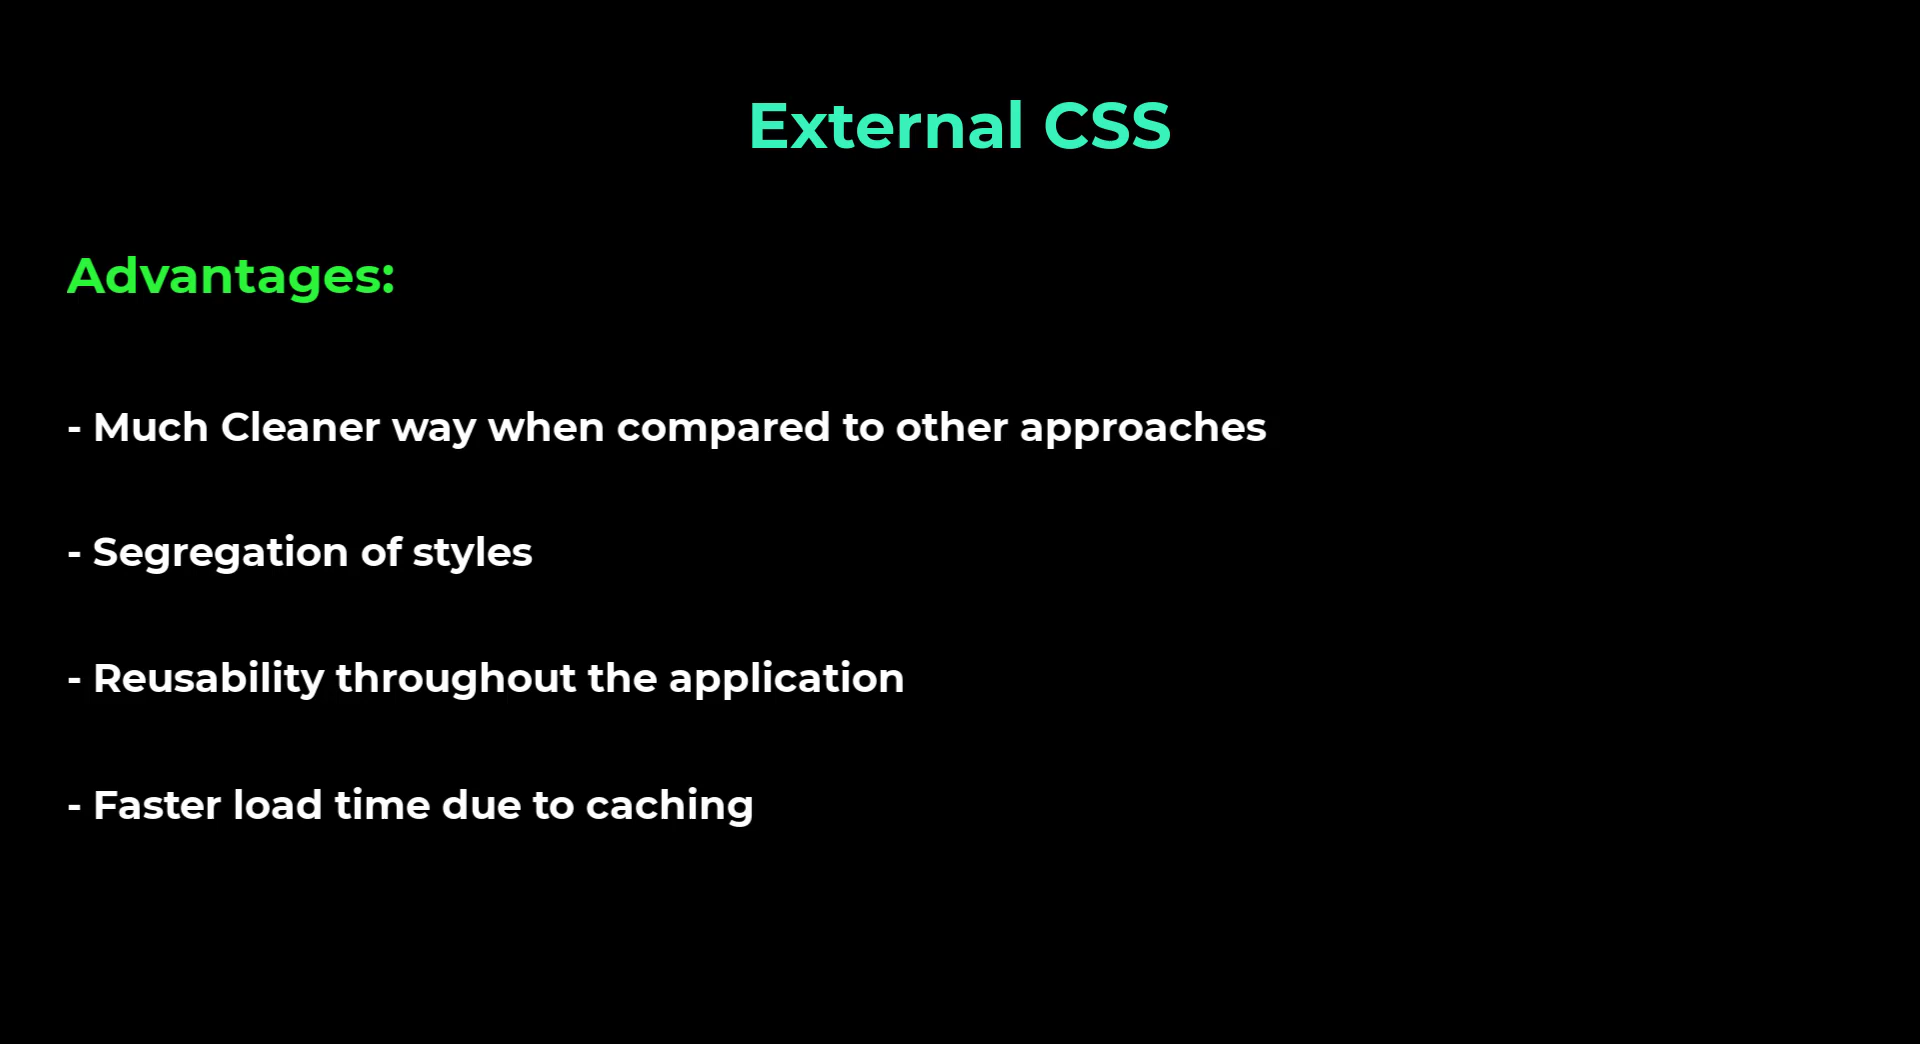 External CSS
Advantages:
- Much Cleaner way when compared to other approaches
- Segregation of styles
- Reusability throughout the application
- Faster load time due to caching